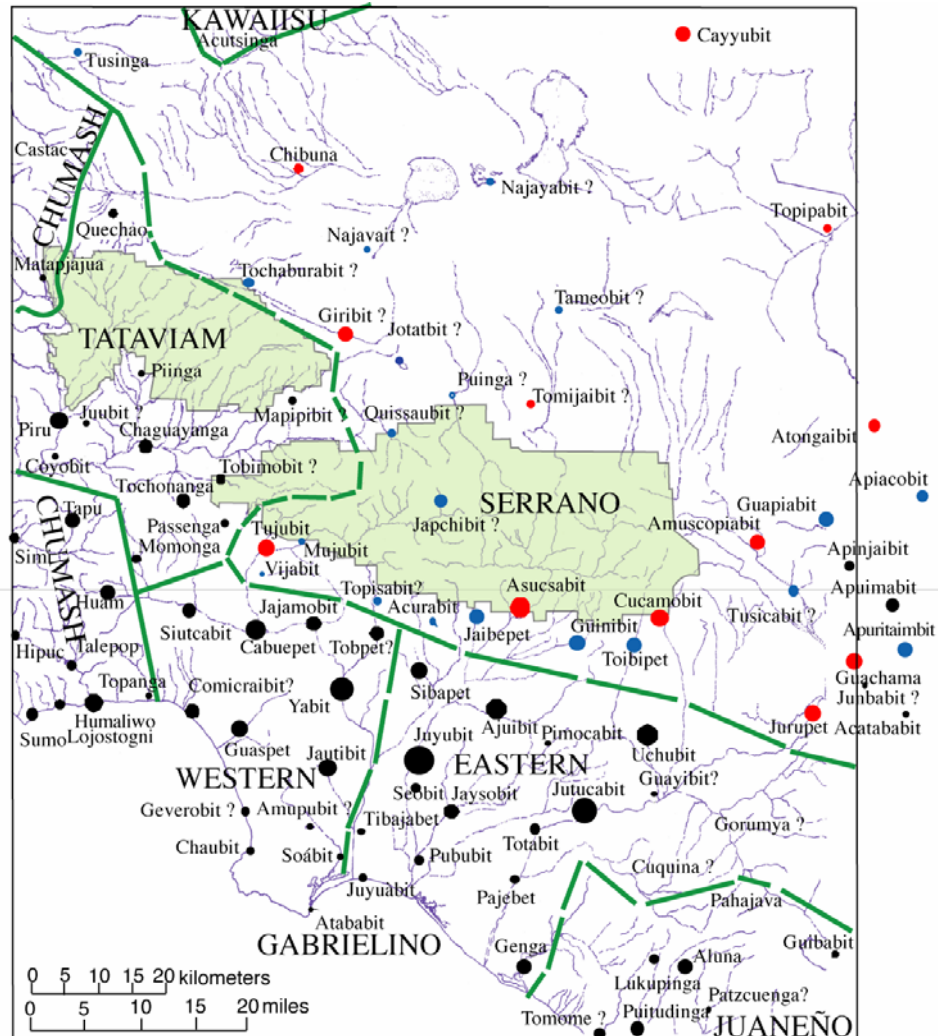 KAWAIISU
Acutsinga
Cayyubit
Tusinga
CHUMASH
Castac
Chibuna
Najayabit ?
Topipabit
Quechao
Najavait ?
Matapjajua
Tochaburabit ?
Tameobit ?
Giribit ?
Jotatbit ?
TATAVIAM
Piinga
Puinga ?
Tomijaibit ?
Mapipibit ?
Quissaubit ?
Juubit ?
Piru
Chaguayanga
Atongaibit
Coyobit
Tobimobit ?
Apiacobit
Tochonanga
SERRANO
Guapiabit
CHUMASH
Tapu
Japchibit ?
Amuscopiabit
Passenga
Tujubit
Simi
Momonga
Mujubit
Apinjaibit
Vijabit
Topisabit?
Asucsabit
Apuimabit
Huam
Jajamobit
Acurabit
Cucamobit
Tusicabit ?
Siutcabit
Cabuepet
Tobpet?
Jaibepet
Guinibit
Apuritaimbit
Hipuc
Talepop
Toibipet
Guachama
Topanga
Comicraibit?
Yabit
Sibapet
Junbabit ?
Sumo
Humaliwo
Lojostogni
Guaspet
Ajuibit
Pimocabit
Jurupet
Acatababit
Juyubit
Uchubit
WESTERN
Jautibit
EASTERN
Guayibit?
Seobit
Jaysobit
Jutucabit
Geverobit ?
Amupubit ?
Tibajabet
Gorumya ?
Totabit
Chaubit
Soábit
Pububit
Cuquina ?
Juyuabit
Pajebet
Pahajava
Atababit
GABRIELINO
Genga
Gulbabit
Aluna
Lukupinga
0 5 10 15 20 kilometers
Patzcuenga?
Puitudinga
0 5 10 15 20 miles
Tomome ?
JUANEÑO